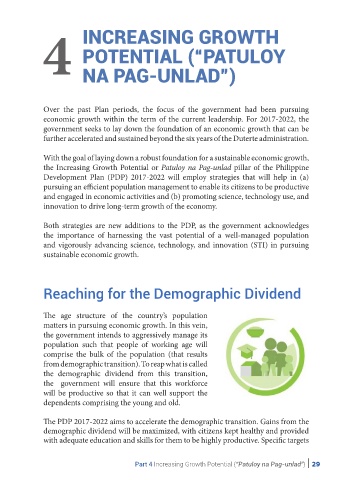 4
INCREASING GROWTH
POTENTIAL (“PATULOY
NA PAG-UNLAD”)
Over the past Plan periods, the focus of the government had been pursuing
economic growth within the term of the current leadership. For 2017-2022, the
government seeks to lay down the foundation of an economic growth that can be
further accelerated and sustained beyond the six years of the Duterte administration.
With the goal of laying down a robust foundation for a sustainable economic growth,
the Increasing Growth Potential or Patuloy na Pag-unlad pillar of the Philippine
Development Plan (PDP) 2017-2022 will employ strategies that will help in (a)
pursuing an efficient population management to enable its citizens to be productive
and engaged in economic activities and (b) promoting science, technology use, and
innovation to drive long-term growth of the economy.
Both strategies are new additions to the PDP, as the government acknowledges
the importance of harnessing the vast potential of a well-managed population
and vigorously advancing science, technology, and innovation (STI) in pursuing
sustainable economic growth.
Reaching for the Demographic Dividend
The age structure of the country’s population
matters in pursuing economic growth. In this vein,
the government intends to aggressively manage its
population such that people of working age will
comprise the bulk of the population (that results
from demographic transition). To reap what is called
the demographic dividend from this transition,
the government will ensure that this workforce
will be productive so that it can well support the
dependents comprising the young and old.
The PDP 2017-2022 aims to accelerate the demographic transition. Gains from the
demographic dividend will be maximized, with citizens kept healthy and provided
with adequate education and skills for them to be highly productive. Specific targets
Part 4 Increasing Growth Potential ("Patuloy na Pag-unlad") | 29